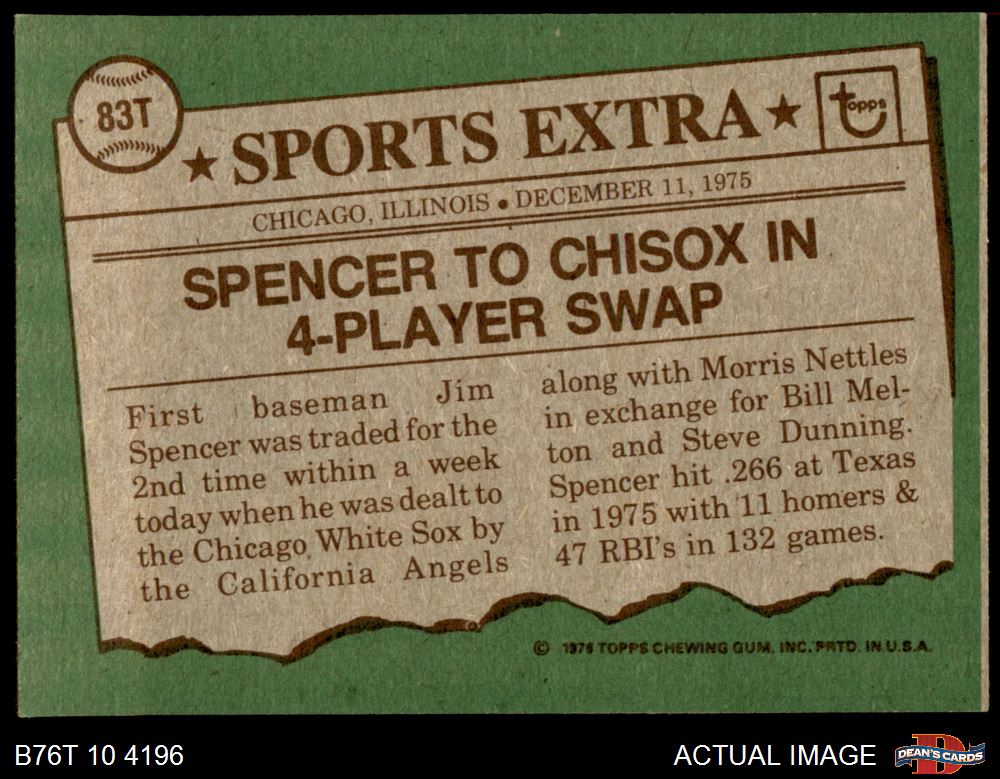 83T
★ SPORTS EXTRA ★
topps
CHICAGO, ILLINOIS • DECEMBER 11, 1975
SPENCER TO CHISOX IN
4-PLAYER SWAP
First baseman Jim
Spencer was traded for the
2nd time within a week
today when he was dealt to
the Chicago White Sox by
the California Angels
along with Morris Nettles
in exchange for Bill Mel-
ton and Steve Dunning.
Spencer hit .266 at Texas
in 1975 with 11 homers &
47 RBI's in 132 games.
© 1976 TOPPS CHEWING GUM, INC. PRTD. IN U.S.A.
B76T 10 4196
ACTUAL IMAGE
DEAN'S CARDS